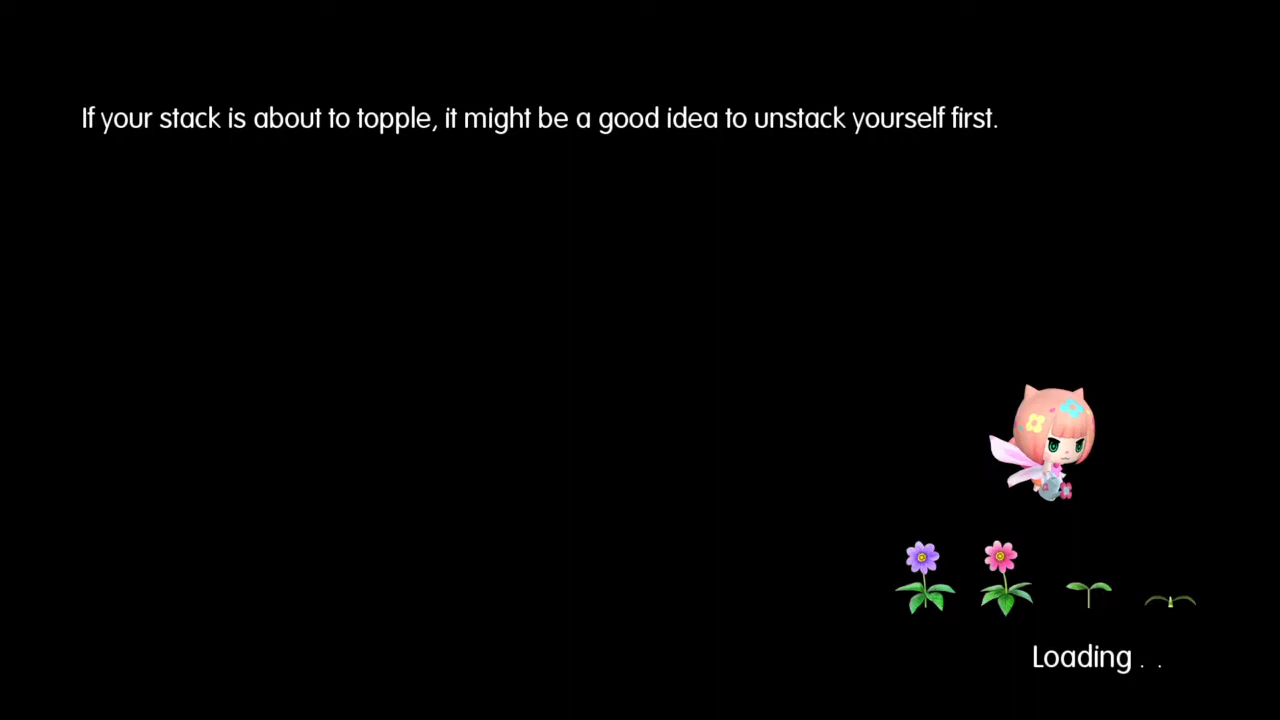 If your stack is about to topple, it might be a good idea to unstack yourself first.
Loading . .